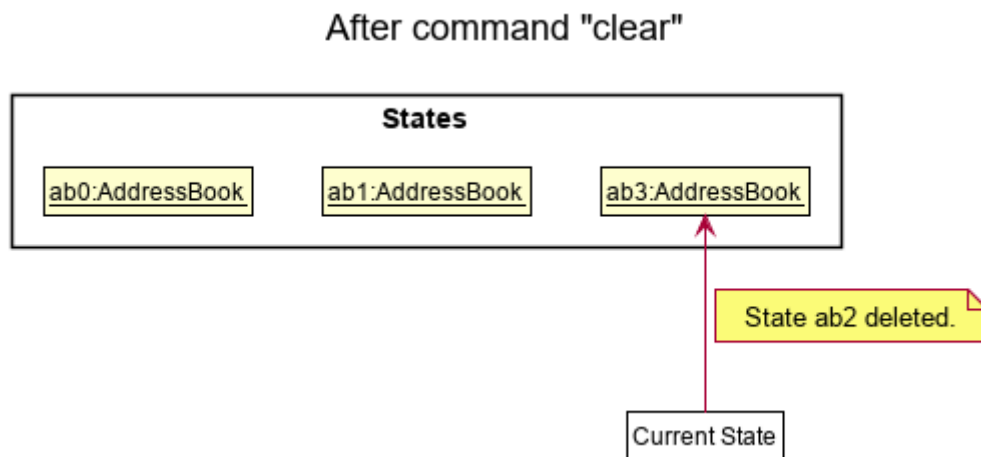 After command "clear"
States
ab0:AddressBook
ab1:AddressBook
ab3:AddressBook
State ab2 deleted.
Current State